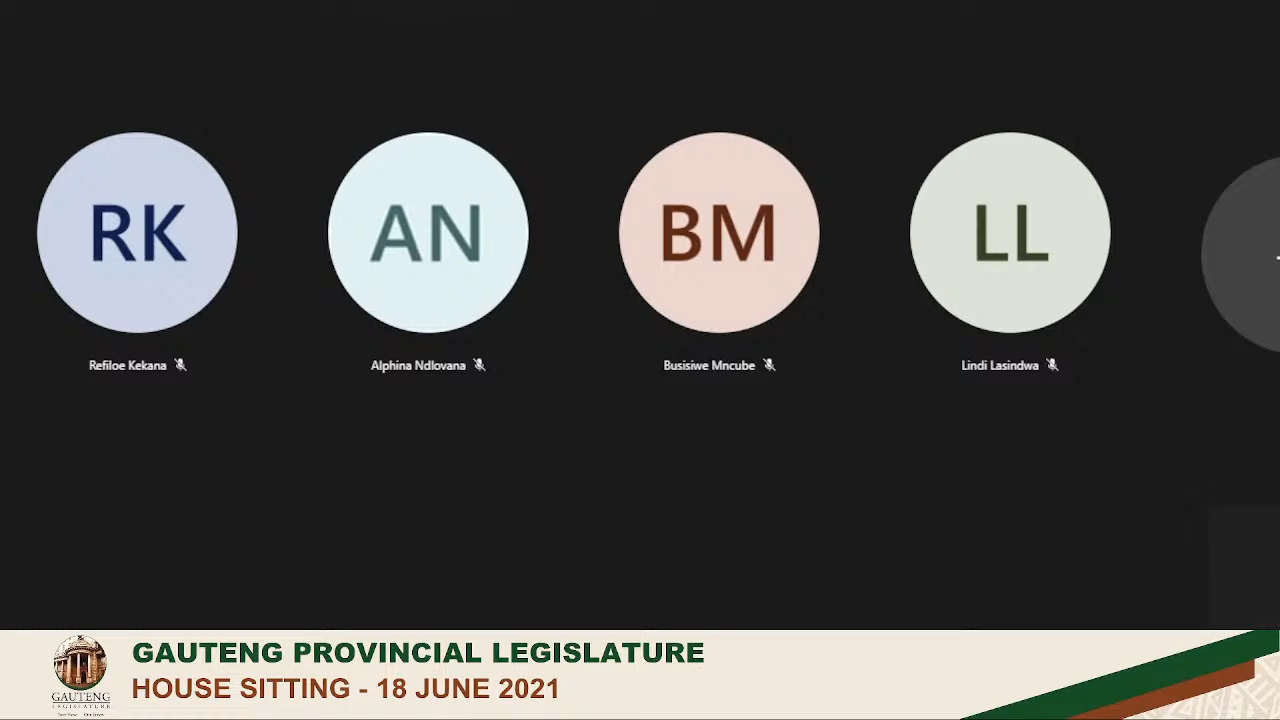 RK
AN
BM
LL
Refiloe Kekana
Alphina Ndlovana
Busisiwe Mncube
Lindi Lasindwa
GAUTENG PROVINCIAL LEGISLATURE
HOUSE SITTING - 18 JUNE 2021
GAUTENG
LEGISLATURE